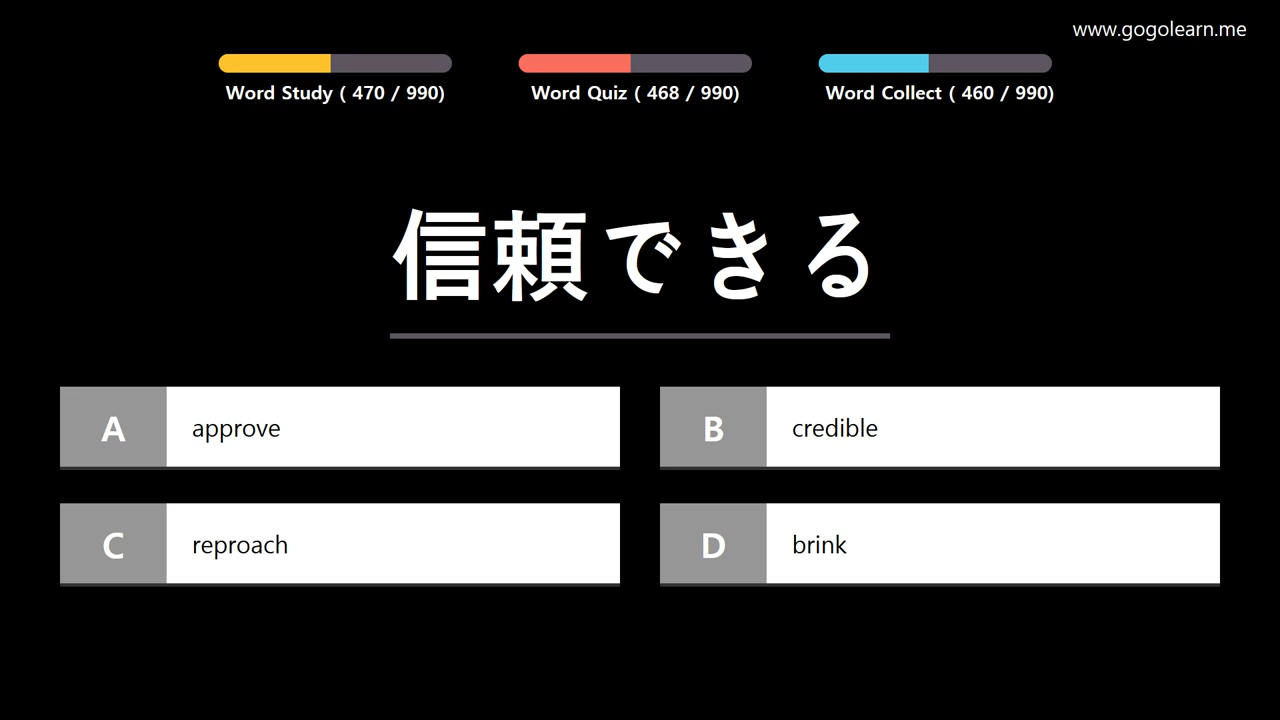 www.gogolearn.me
Word Study ( 470 / 990)
Word Quiz ( 468 / 990)
Word Collect ( 460 / 990)
信頼できる
A approve
B credible
C reproach
D brink